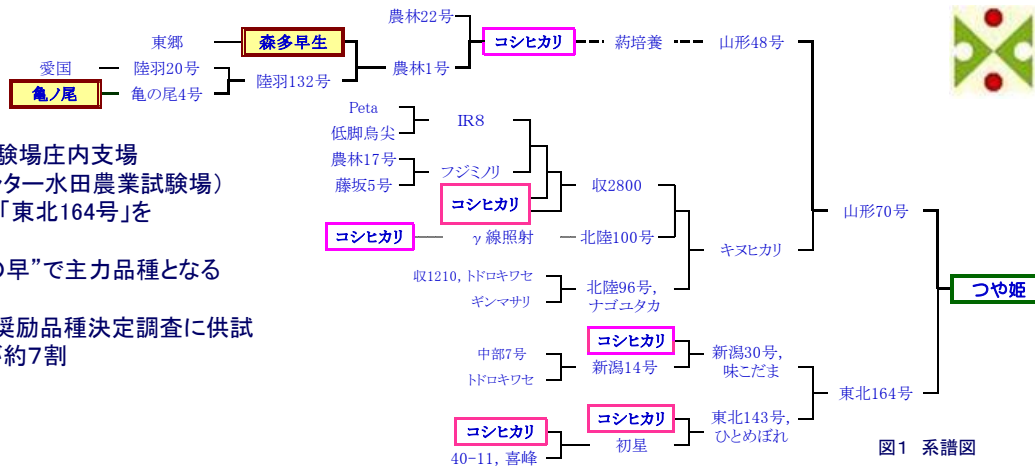 農林22号
東郷
森多早生
コシヒカリ
葯培養
山形48号
愛国
陸羽20号
陸羽132号
農林1号
亀ノ尾
亀の尾4号
Peta
低脚烏尖
IR8
農林17号
藤坂5号
フジミノリ
コシヒカリ
収2800
コシヒカリ
γ線照射
北陸100号
キヌヒカリ
山形70号
収1210, トドロキワセ
ギンマサリ
北陸96号,
ナゴユタカ
つや姫
コシヒカリ
中部7号
トドロキワセ
新潟14号
新潟30号,
味こだま
東北164号
コシヒカリ
コシヒカリ
40-11, 喜峰
初星
東北143号,
ひとめぼれ
図1 系譜図
験場庄内支場
ンター水田農業試験場）
「東北164号」を
の早”で主力品種となる
奨励品種決定調査に供試
約7割